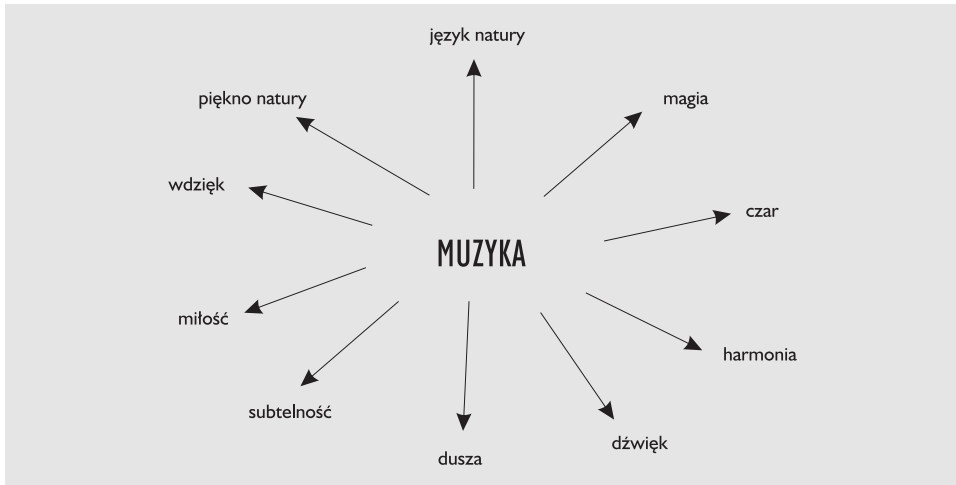 język natury
piękno natury
magia
wdzięk
czar
MUZYKA
miłość
harmonia
subtelność
dźwięk
dusza